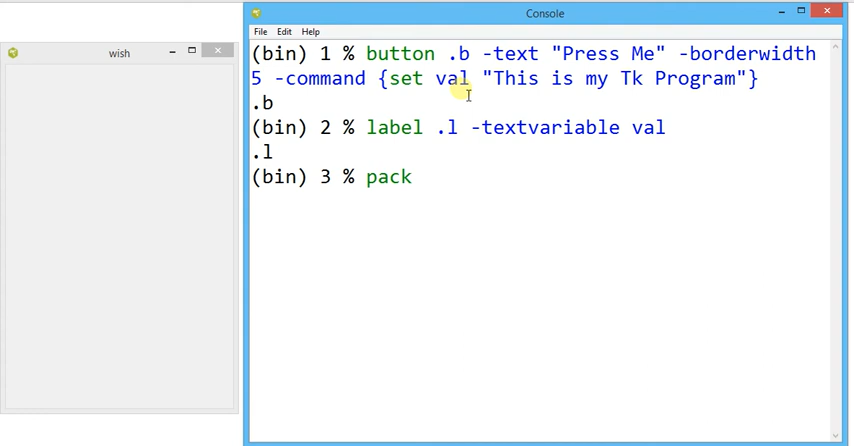 wish
Console
File Edit Help
(bin) 1 % button .b -text "Press Me" -borderwidth
5 -command {set val "This is my Tk Program"}
.b
(bin) 2 % label .l -textvariable val
.l
(bin) 3 % pack